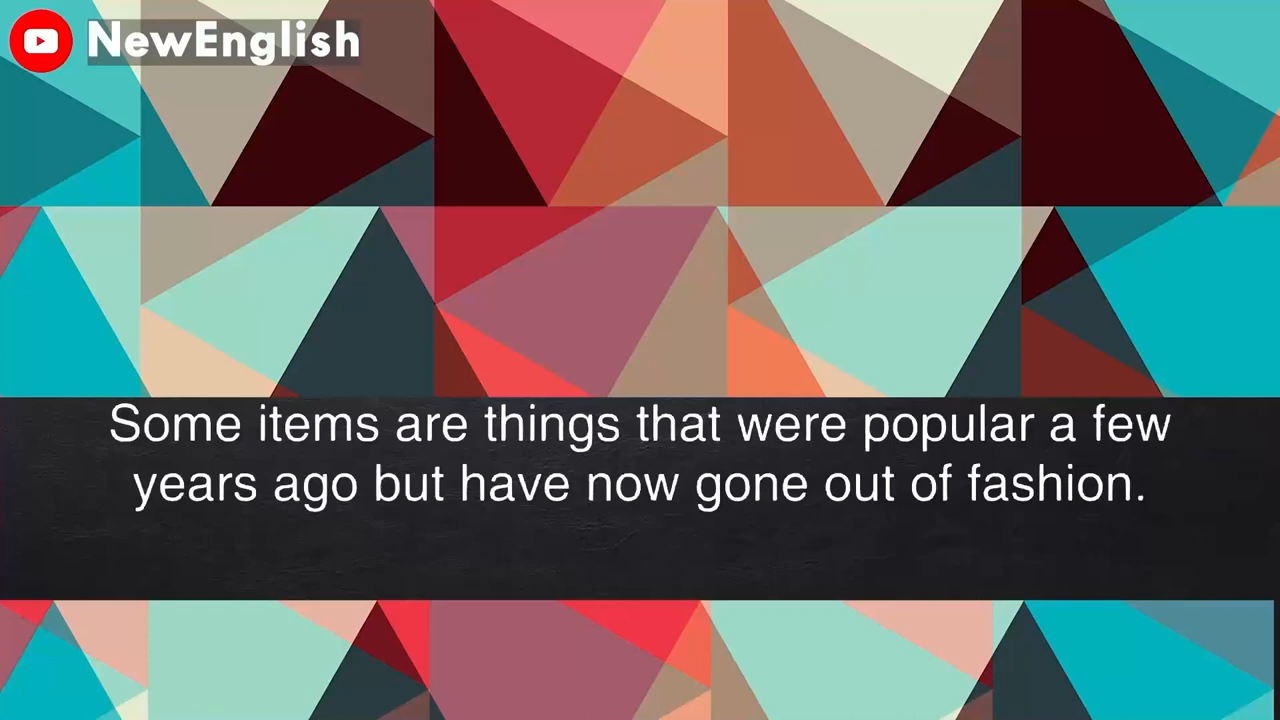 NewEnglish
Some items are things that were popular a few
years ago but have now gone out of fashion.